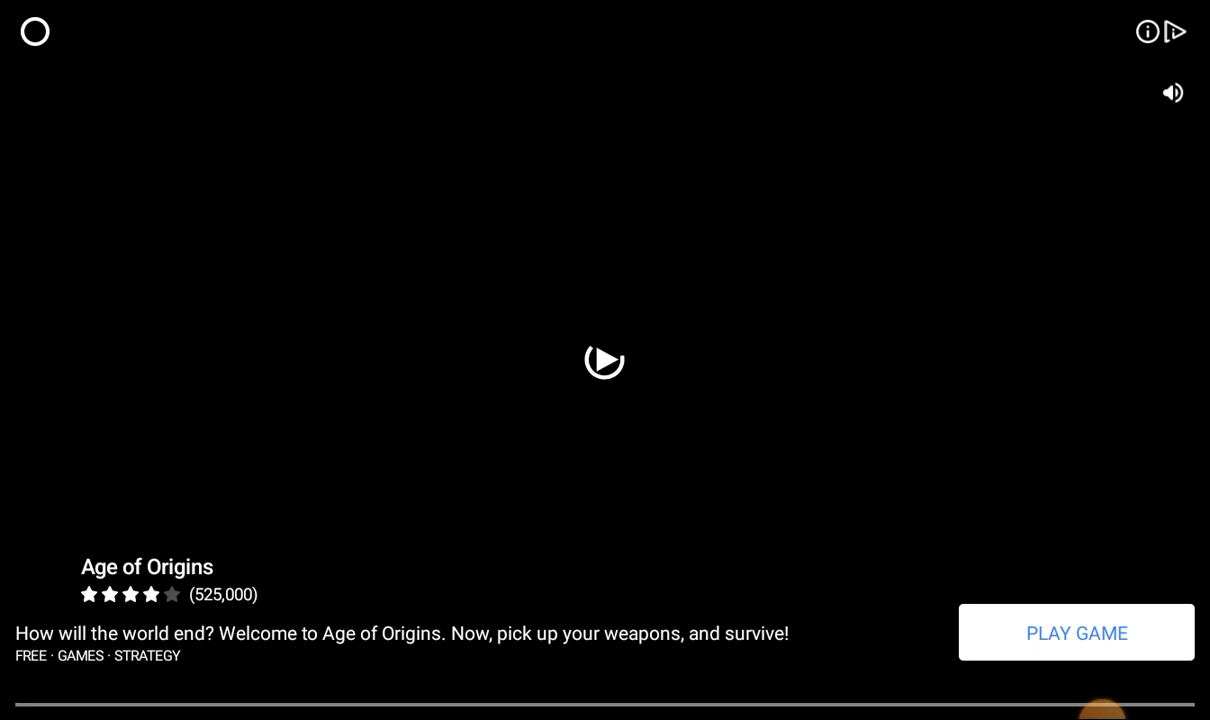 Age of Origins
(525,000)
How will the world end? Welcome to Age of Origins. Now, pick up your weapons, and survive!
FREE · GAMES · STRATEGY
PLAY GAME